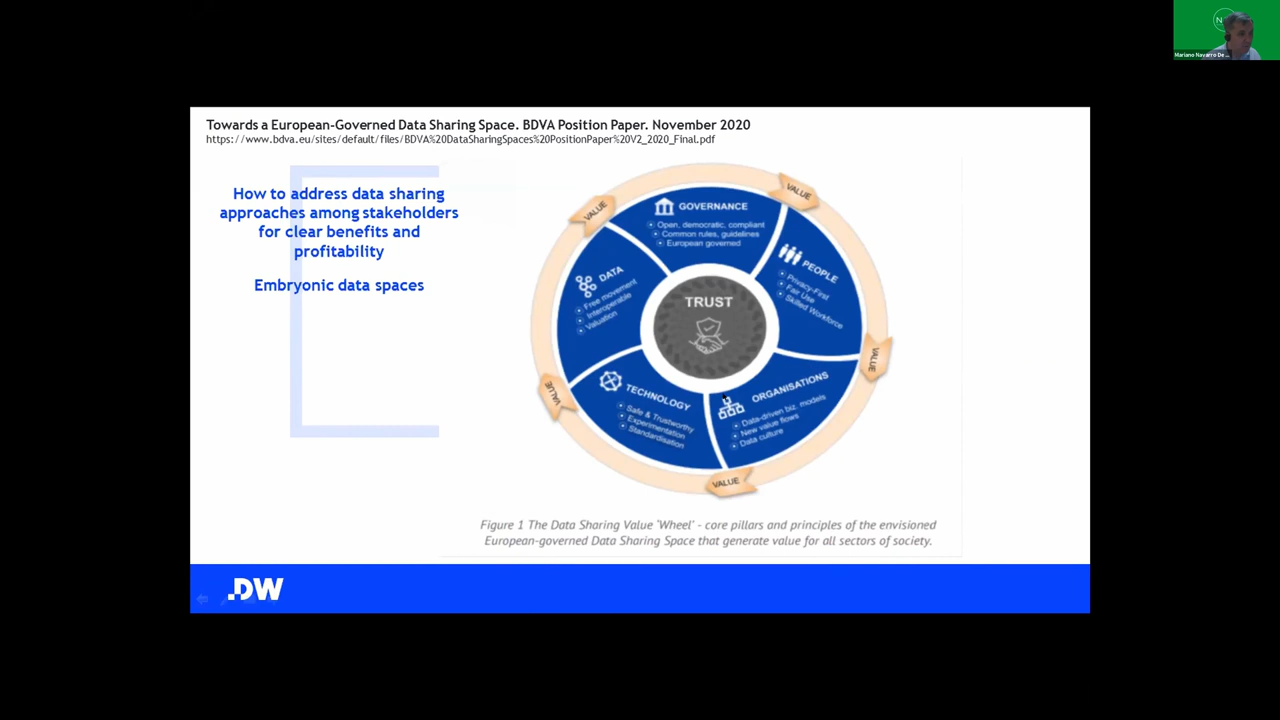 Mariano Navarro De ...
Towards a European-Governed Data Sharing Space. BDVA Position Paper. November 2020
https://www.bdva.eu/sites/default/files/BDVA%20DataSharingSpaces%20PositionPaper%20V2_2020_Final.pdf
How to address data sharing
approaches among stakeholders
for clear benefits and
profitability
Embryonic data spaces
VALUE
VALUE
VALUE
VALUE
VALUE
GOVERNANCE
Open, democratic, compliant
Common rules, guidelines
European governed
PEOPLE
Privacy-First
Fair Use
Skilled Workforce
ORGANISATIONS
Data-driven biz. models
New value flows
Data culture
TECHNOLOGY
Safe & Trustworthy
Experimentation
Standardisation
DATA
Free movement
Interoperable
Valuation
TRUST
Figure 1 The Data Sharing Value 'Wheel' - core pillars and principles of the envisioned
European-governed Data Sharing Space that generate value for all sectors of society.
.DW